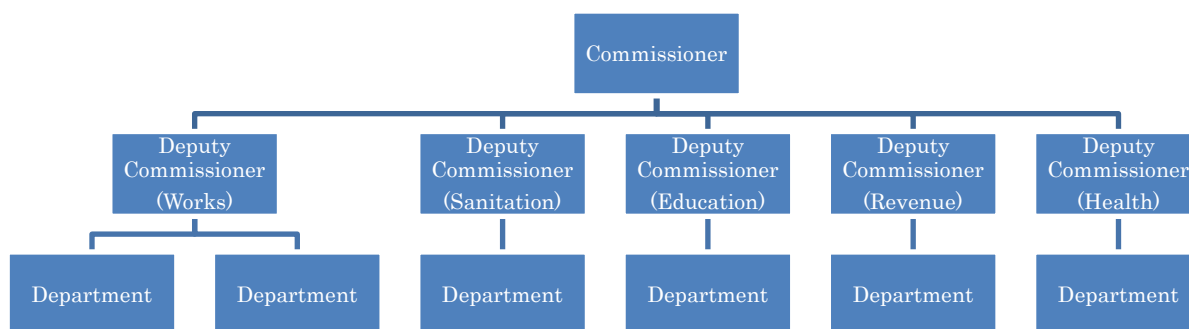 Commissioner
Deputy
Commissioner
(Works)
Deputy
Commissioner
(Sanitation)
Deputy
Commissioner
(Education)
Deputy
Commissioner
(Revenue)
Deputy
Commissioner
(Health)
Department
Department
Department
Department
Department
Department